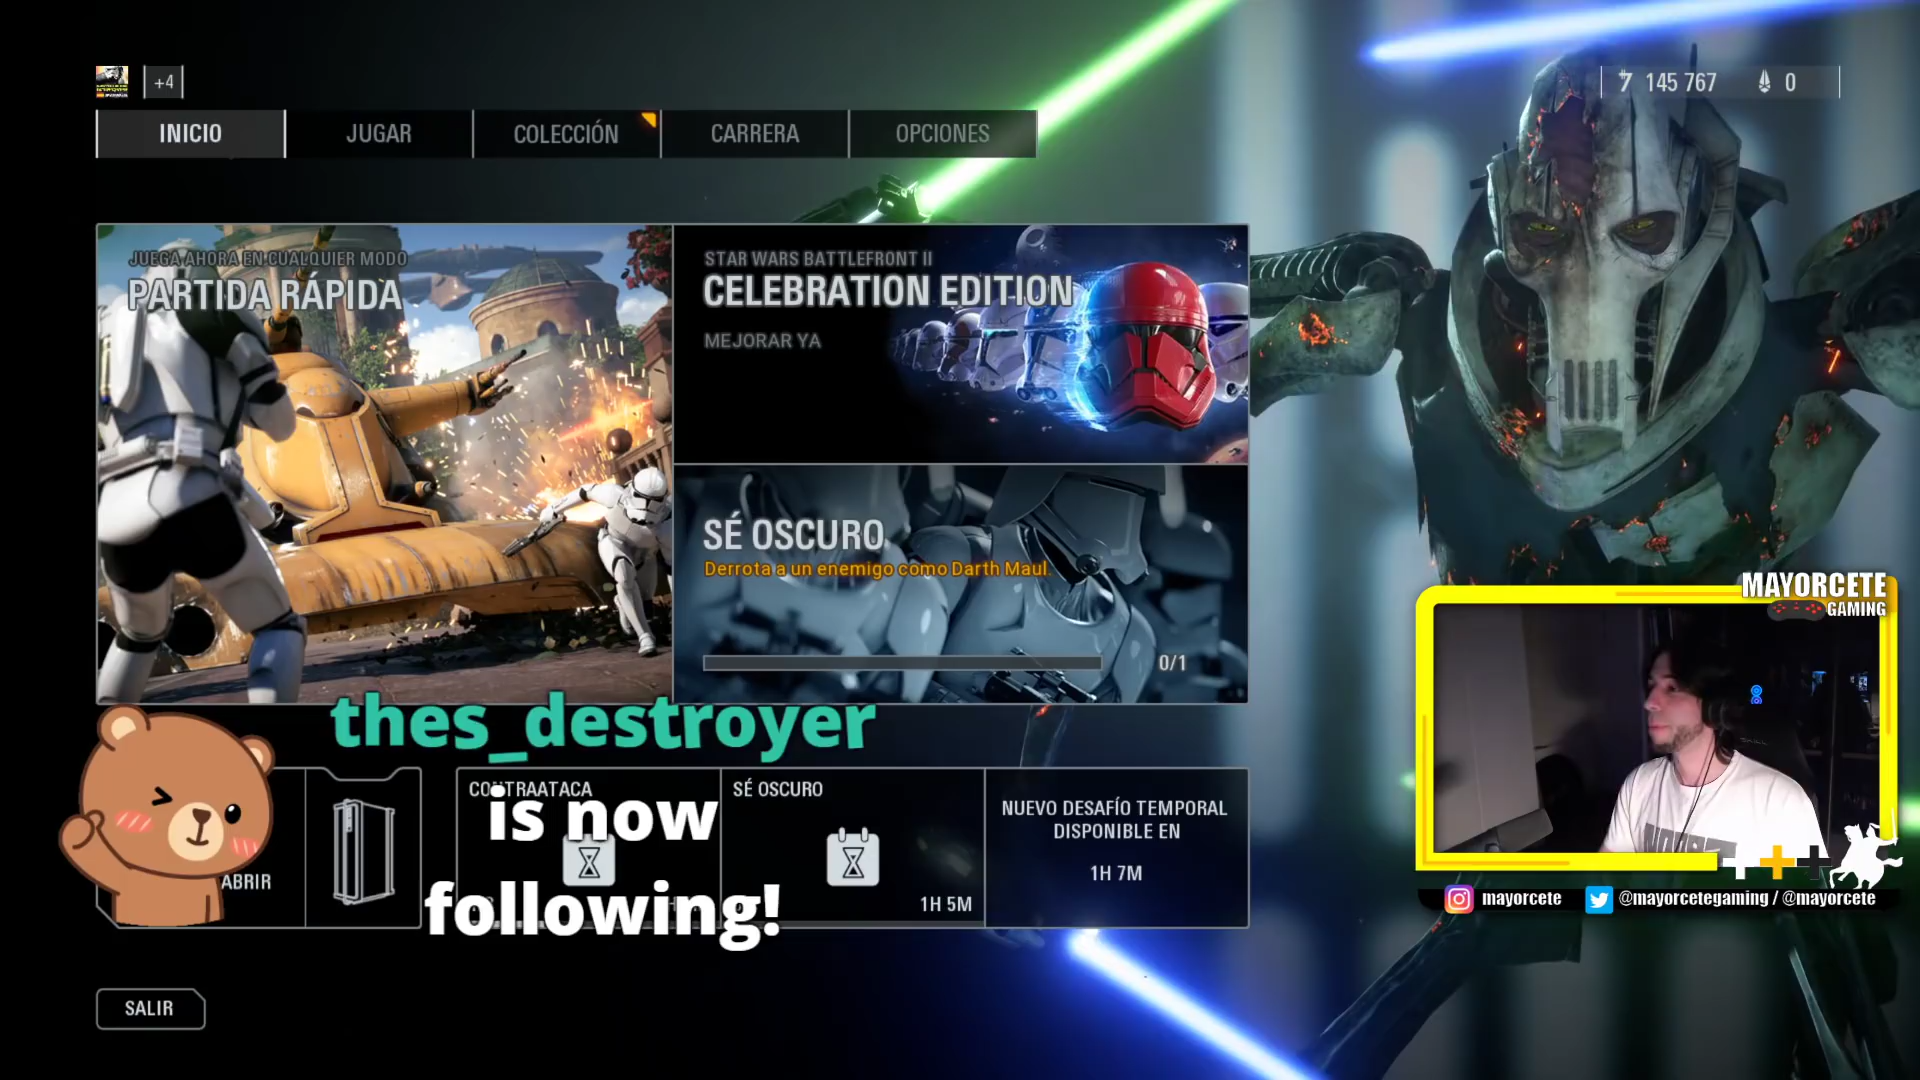 +4
145 767
0
INICIO
JUGAR
COLECCIÓN
CARRERA
OPCIONES
JUEGA AHORA EN CUALQUIER MODO
PARTIDA RÁPIDA
STAR WARS BATTLEFRONT II
CELEBRATION EDITION
MEJORAR YA
SÉ OSCURO
Derrota a un enemigo como Darth Maul.
0/1
MAYORCETE
GAMING
thes_destroyer
is now
following!
ABRIR
CONTRAATACA
SÉ OSCURO
1H 5M
NUEVO DESAFÍO TEMPORAL
DISPONIBLE EN
1H 7M
mayorcete
@mayorcetegaming / @mayorcete
SALIR